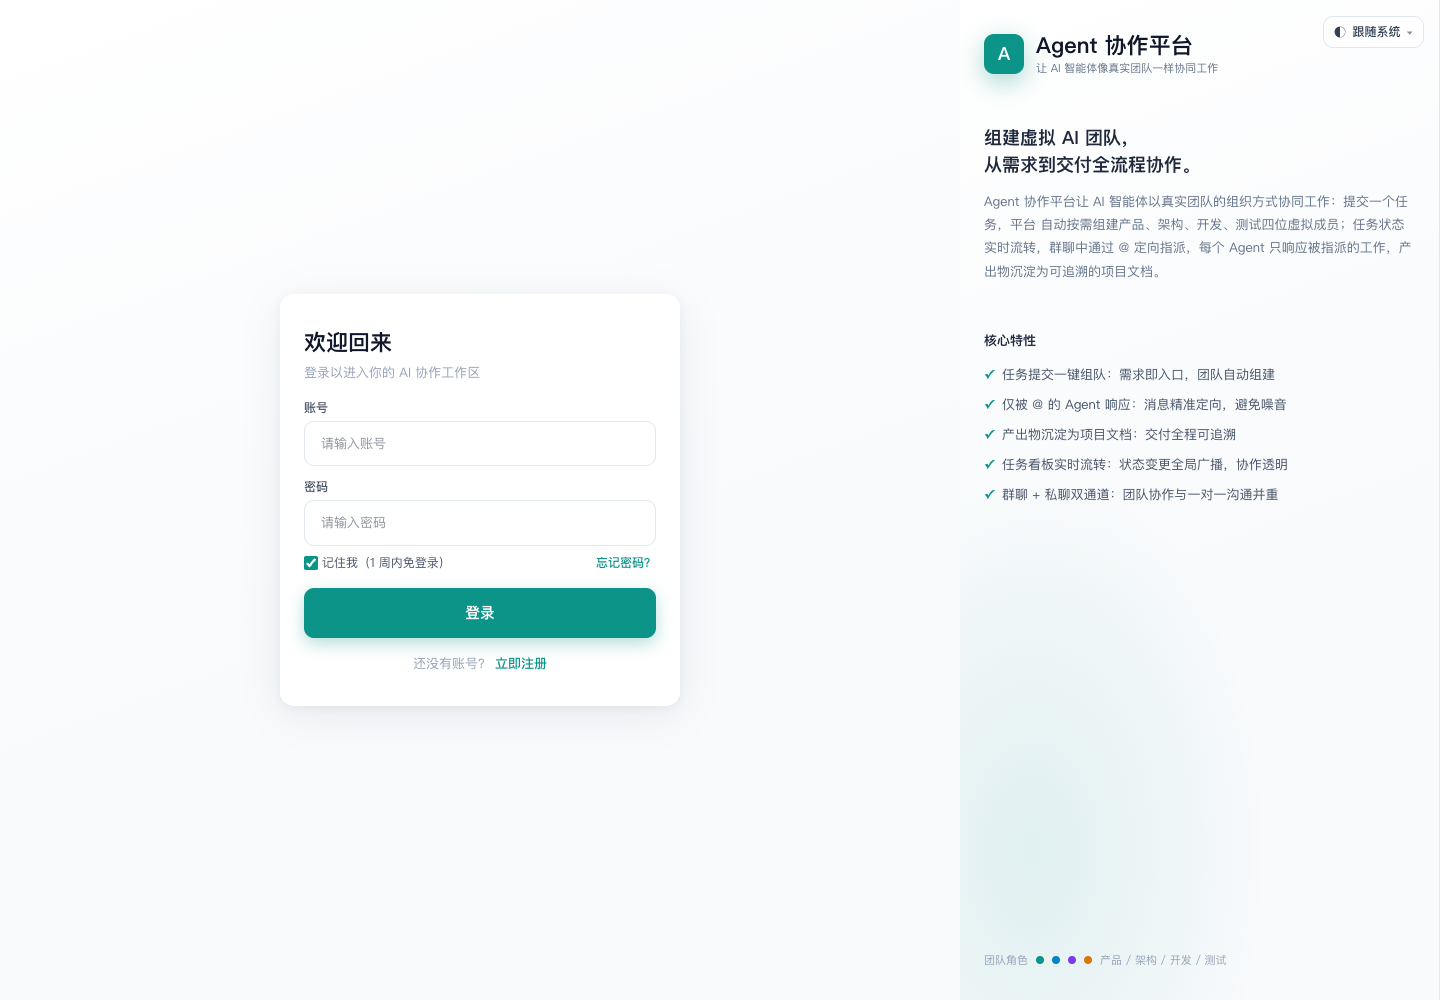 欢迎回来
登录以进入你的 AI 协作工作区
账号
请输入账号
密码
请输入密码
记住我（1 周内免登录） 忘记密码?
登录
还没有账号? 立即注册
跟随系统
A
Agent 协作平台
让 AI 智能体像真实团队一样协同工作
组建虚拟 AI 团队，
从需求到交付全流程协作。
Agent 协作平台让 AI 智能体以真实团队的组织方式协同工作：提交一个任
务，平台 自动按需组建产品、架构、开发、测试四位虚拟成员；任务状态
实时流转，群聊中通过 @ 定向指派，每个 Agent 只响应被指派的工作，产
出物沉淀为可追溯的项目文档。
核心特性
✓ 任务提交一键组队：需求即入口，团队自动组建
✓ 仅被 @ 的 Agent 响应：消息精准定向，避免噪音
✓ 产出物沉淀为项目文档：交付全程可追溯
✓ 任务看板实时流转：状态变更全局广播，协作透明
✓ 群聊 + 私聊双通道：团队协作与一对一沟通并重
团队角色 产品 / 架构 / 开发 / 测试